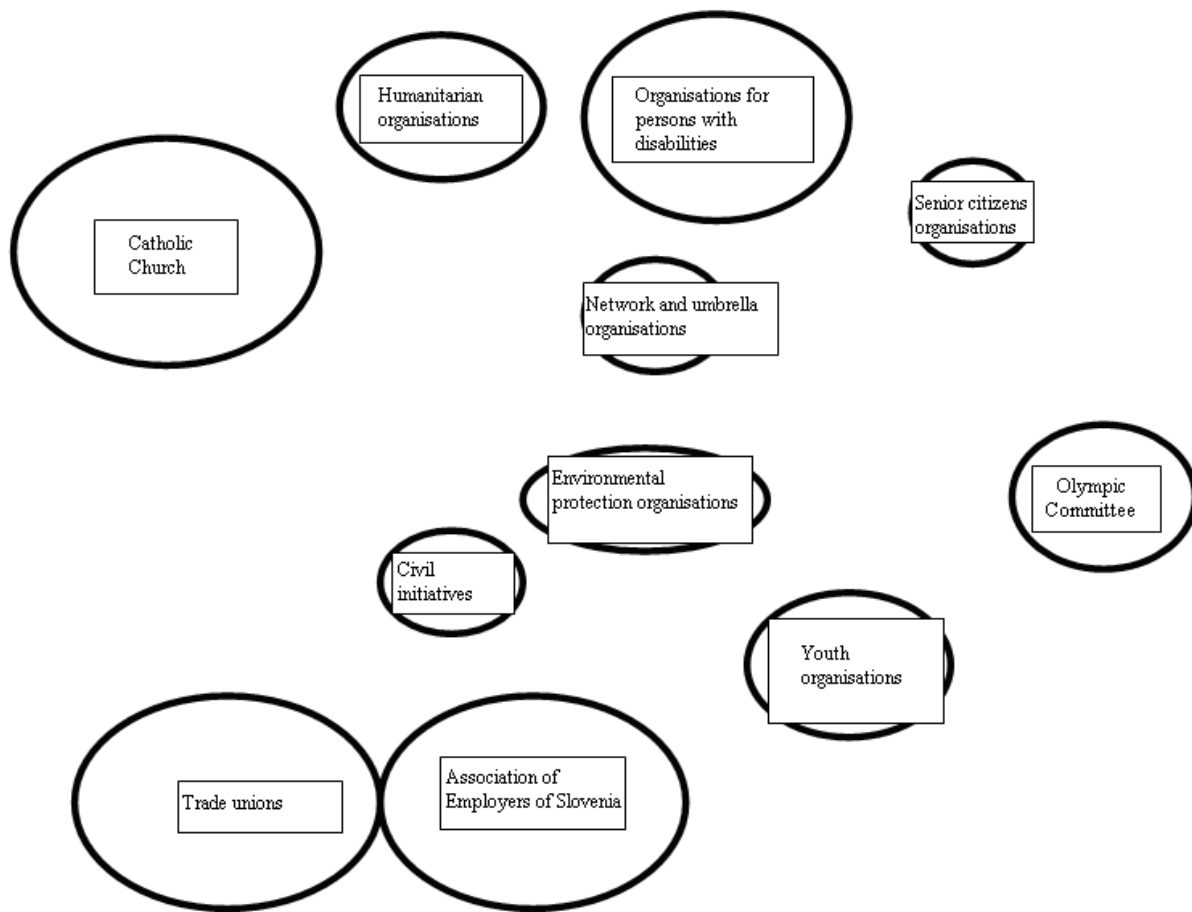 Humanitarian
organisations
Organisations for
persons with
disabilities
Senior citizens
organisations
Catholic
Church
Network and umbrella
organisations
Environmental
protection organisations
Olympic
Committee
Civil
initiatives
Youth
organisations
Trade unions
Association of
Employers of Slovenia